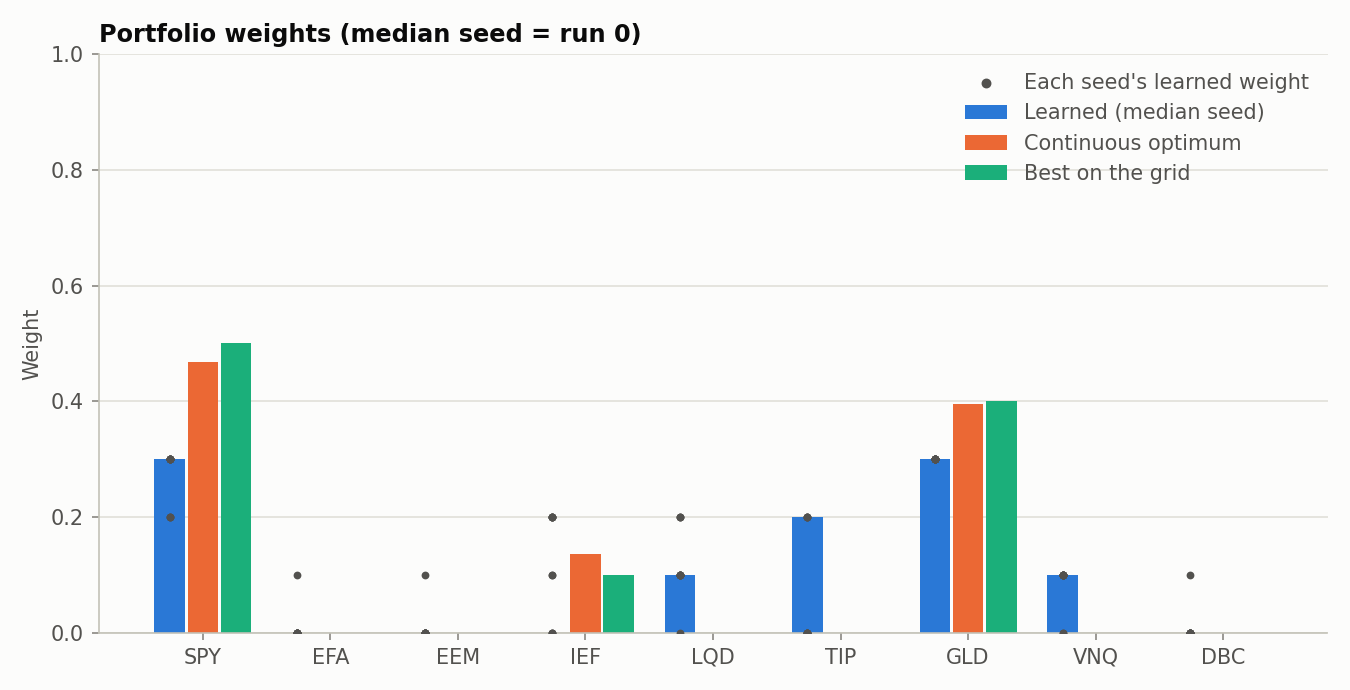 Portfolio weights (median seed = run 0)
1.0
0.8
0.6
0.4
0.2
0.0
Weight
Each seed's learned weight
Learned (median seed)
Continuous optimum
Best on the grid
SPY EFA EEM IEF LQD TIP GLD VNQ DBC